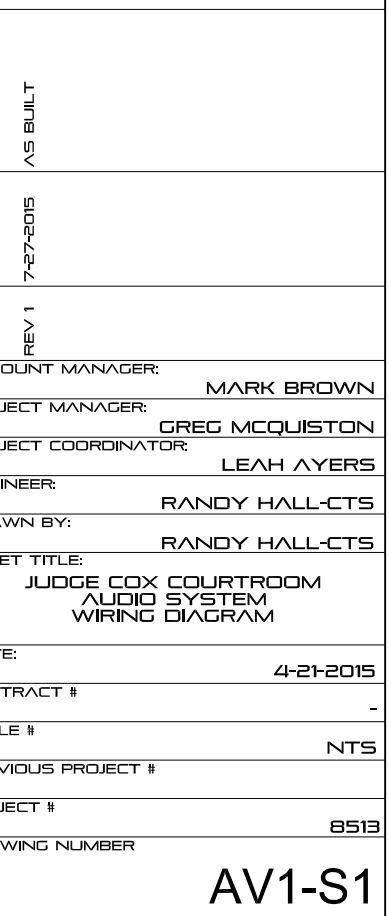 AS BUILT
7-27-2015
REV 1
OUNT MANAGER:
MARK BROWN
JECT MANAGER:
GREG MCQUISTON
JECT COORDINATOR:
LEAH AYERS
INEER:
RANDY HALL-CTS
WN BY:
RANDY HALL-CTS
ET TITLE:
JUDGE COX COURTROOM
AUDIO SYSTEM
WIRING DIAGRAM
TE:
4-21-2015
TRACT #
-
LE #
NTS
VIOUS PROJECT #
JECT #
8513
WING NUMBER
AV1-S1